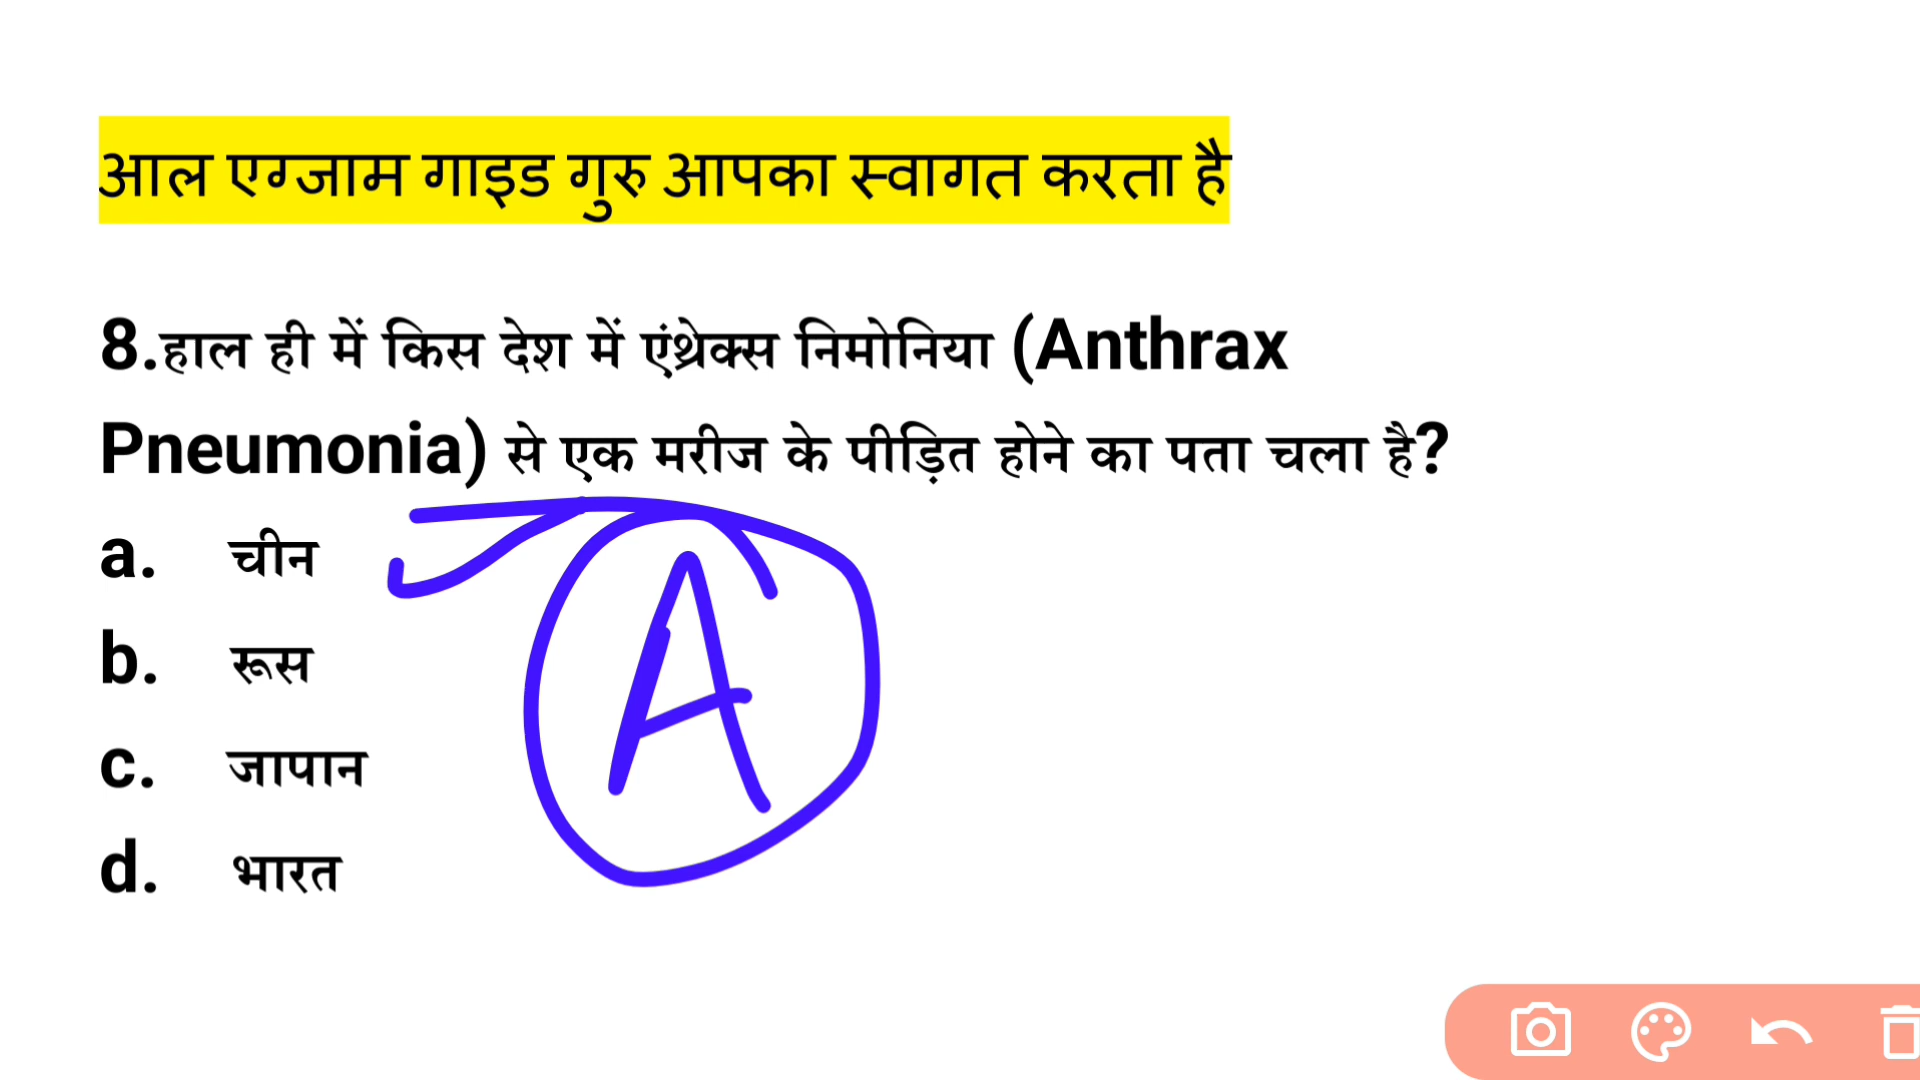 आल एग्जाम गाइड गुरु आपका स्वागत करता है
8.हाल ही में किस देश में एंथ्रेक्स निमोनिया (Anthrax
Pneumonia) से एक मरीज के पीड़ित होने का पता चला है?
a. चीन
b. रूस
c. जापान
d. भारत
A